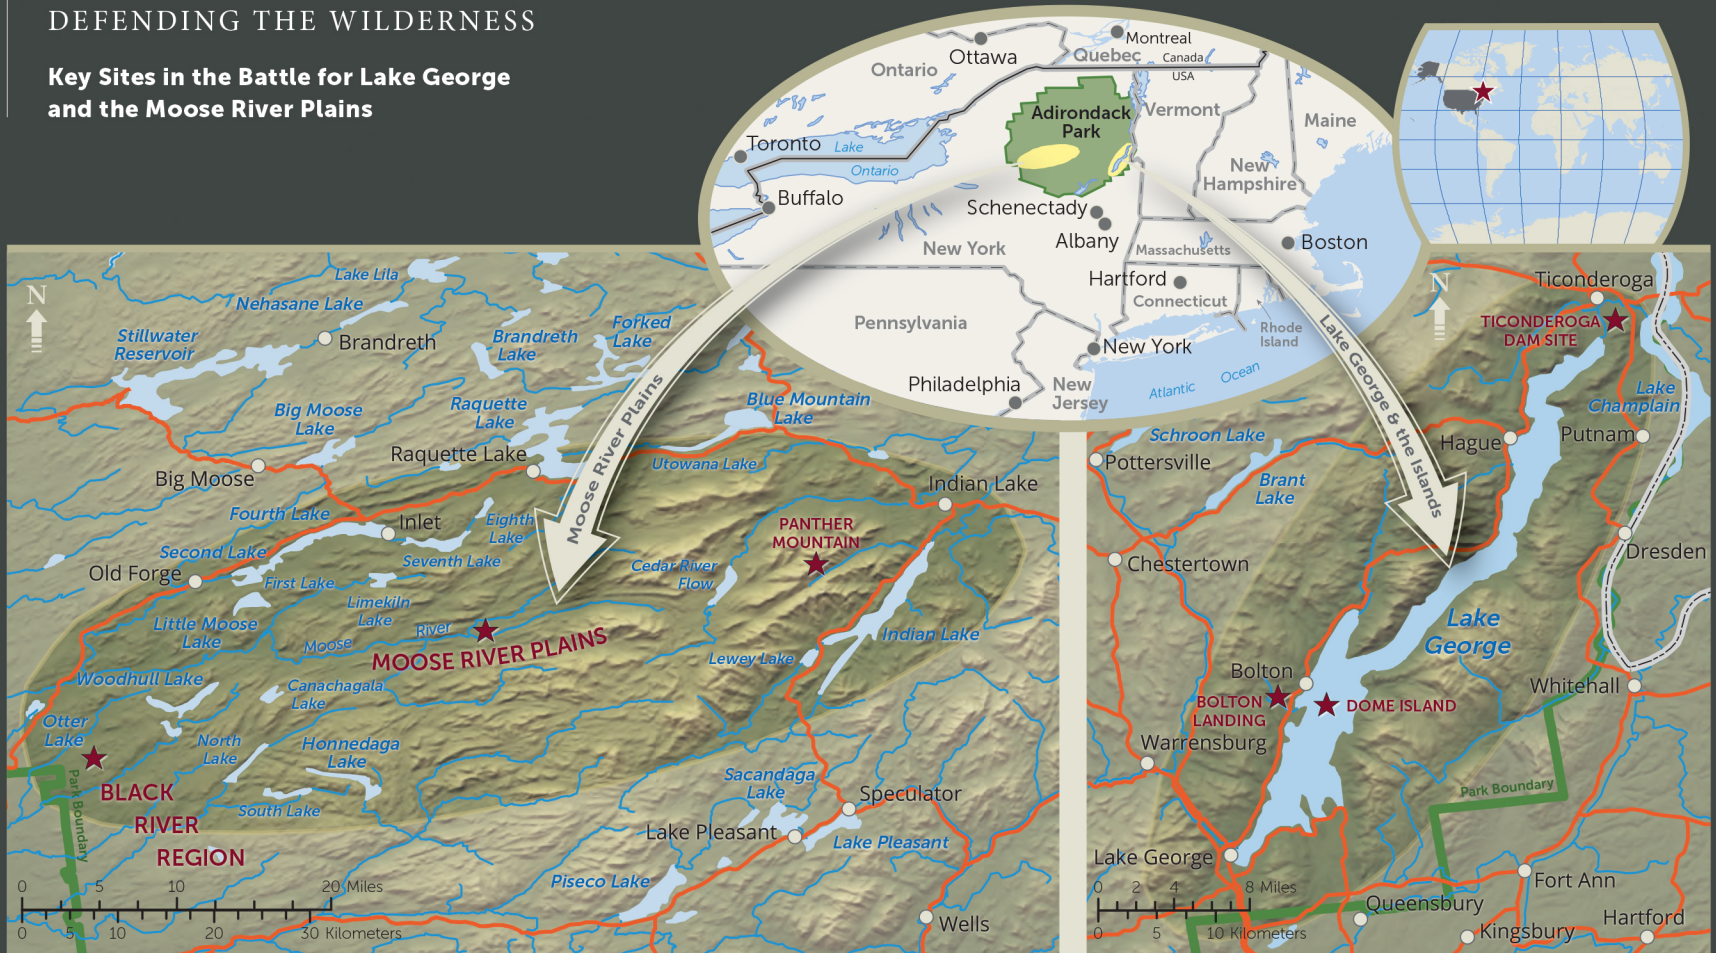 DEFENDING THE WILDERNESS
Key Sites in the Battle for Lake George
and the Moose River Plains
Ottawa
Montreal
Quebec
Canada
USA
Ontario
Adirondack
Park
Vermont
Maine
Toronto
Lake
Ontario
New
Hampshire
Buffalo
Schenectady
Albany
New York
Massachusetts
Boston
Hartford
Connecticut
Rhode
Island
Pennsylvania
New York
Philadelphia
New
Jersey
Atlantic
Ocean
Moose River Plains
Lake George & the Islands
N
Lake Lila
Nehasane Lake
Stillwater
Reservoir
Brandreth
Brandreth
Lake
Forked
Lake
Big Moose
Lake
Raquette
Lake
Blue Mountain
Lake
Raquette Lake
Big Moose
Utowana Lake
Indian Lake
Fourth Lake
Inlet
Eighth
Lake
PANTHER
MOUNTAIN
Second Lake
Seventh Lake
Old Forge
First Lake
Cedar River
Flow
Limekiln
Lake
Little Moose
Lake
Moose
River
MOOSE RIVER PLAINS
Indian Lake
Lewey Lake
Woodhull Lake
Canachagala
Lake
Otter
Lake
North
Lake
Honnedaga
Lake
Sacandaga
Lake
Speculator
BLACK
RIVER
REGION
Park Boundary
South Lake
Lake Pleasant
Lake Pleasant
Piseco Lake
Wells
0 5 10 20 Miles
0 5 10 20 30 Kilometers
N
Ticonderoga
TICONDEROGA
DAM SITE
Lake
Champlain
Schroon Lake
Hague
Putnam
Pottersville
Brant
Lake
Dresden
Chestertown
Lake
George
Bolton
BOLTON
LANDING
DOME ISLAND
Whitehall
Warrensburg
Park Boundary
Lake George
Fort Ann
Queensbury
Kingsbury
Hartford
0 2 4 8 Miles
0 5 10 Kilometers